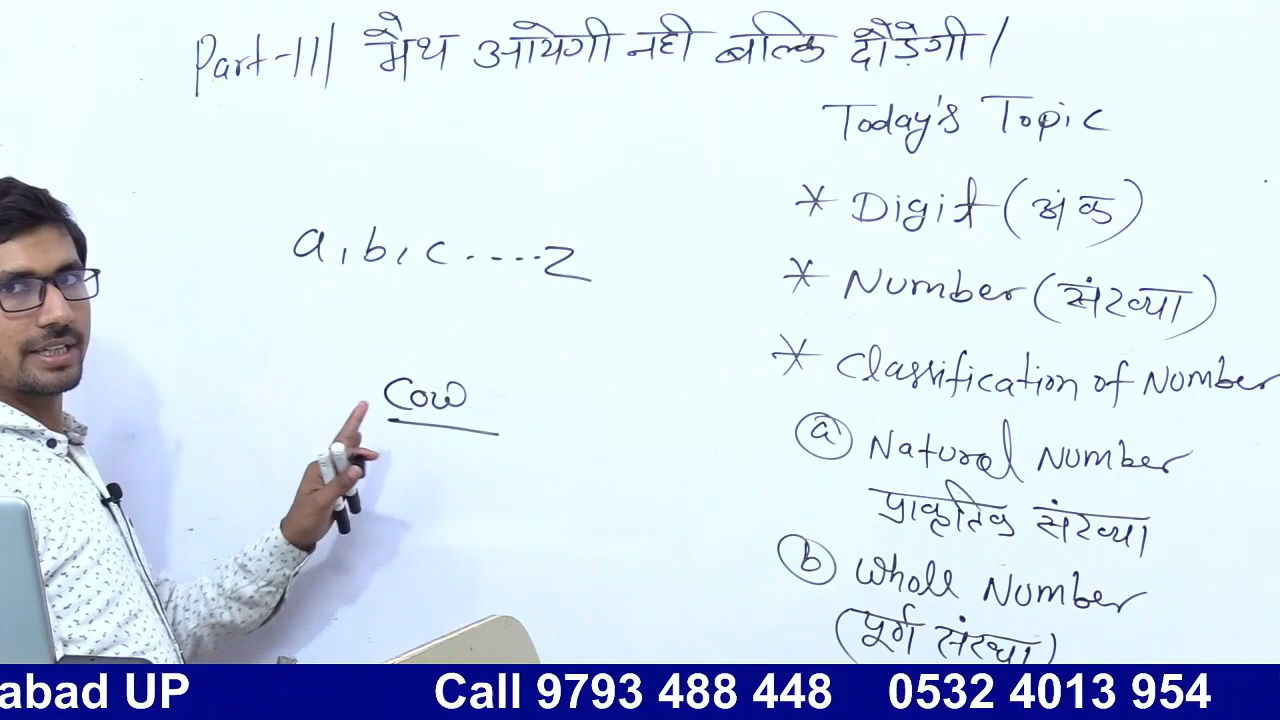 Part-III मैथ आयेगी नही बल्कि दौड़ेगी।
Today's Topic
* Digit (अंक)
a, b, c.....z
* Number (संख्या)
* Classification of Number
Cow
(a) Natural Number
प्राकृतिक संख्या
(b) Whole Number
(पूर्ण संख्या)
abad UP Call 9793 488 448 0532 4013 954